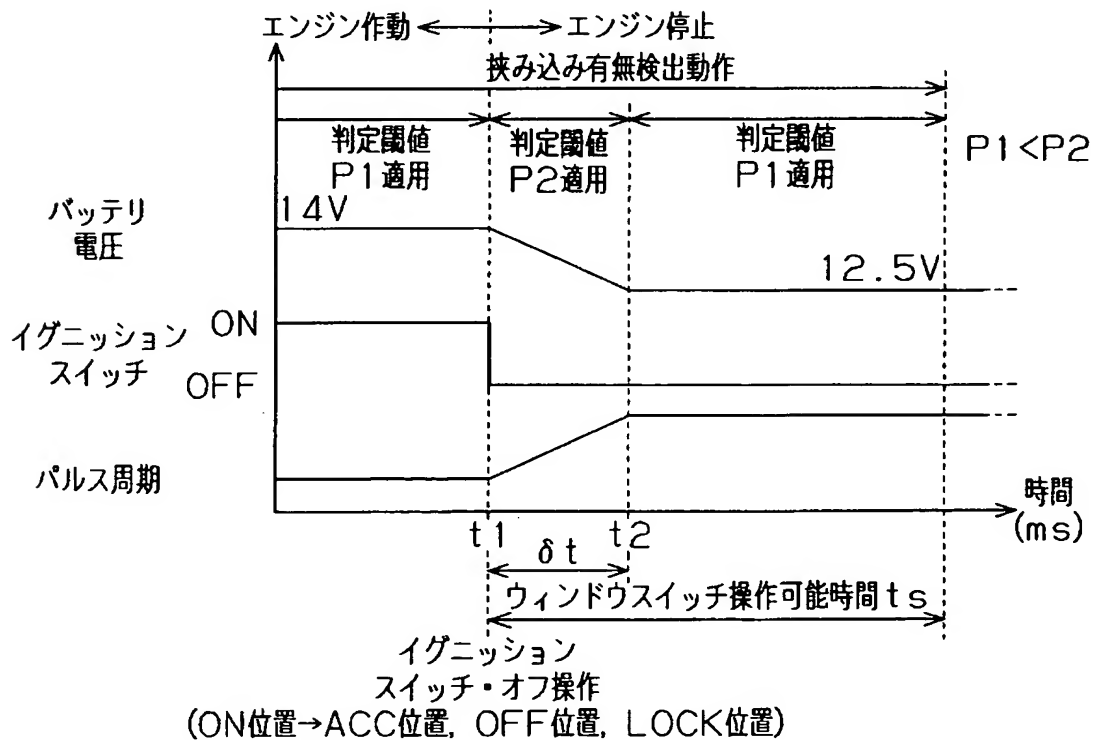 エンジン作動
エンジン停止
挟み込み有無検出動作
判定閾値
P1適用
判定閾値
P2適用
判定閾値
P1適用
P1<P2
バッテリ
電圧
14V
12.5V
イグニッション
スイッチ
ON
OFF
パルス周期
時間
(ms)
t1
t2
δt
ウィンドウスイッチ操作可能時間ts
イグニッション
スイッチ・オフ操作
(ON位置→ACC位置, OFF位置, LOCK位置)